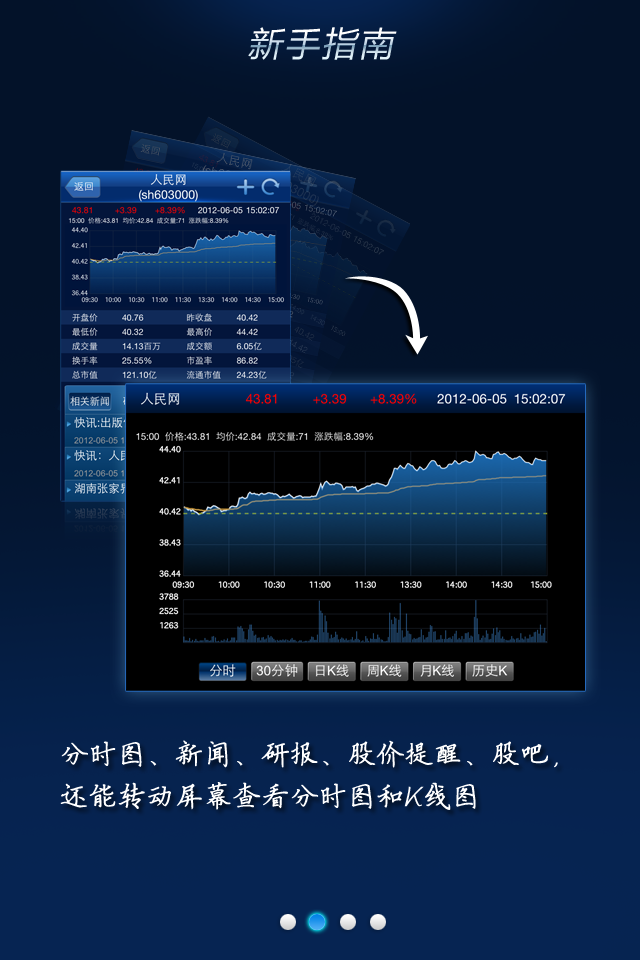 新手指南
返回
人民网
(sh603000)
返回
人民网
43.81 +3.39 +8.39% 2012-06-05 15:02:07
15:00 价格:43.81 均价:42.84 成交量:71 涨跌幅:8.39%
44.40
42.41
40.42
38.43
36.44
09:30 10:00 10:30 11:00 11:30 13:30 14:00 14:30 15:00
开盘价 40.76 昨收盘 40.42
最低价 40.32 最高价 44.42
成交量 14.13百万 成交额 6.05亿
换手率 25.55% 市盈率 86.82
总市值 121.10亿 流通市值 24.23亿
相关新闻
快讯:出版
2012-06-05 1
快讯：人民
2012-06-05 1
湖南张家界
人民网 43.81 +3.39 +8.39% 2012-06-05 15:02:07
15:00 价格:43.81 均价:42.84 成交量:71 涨跌幅:8.39%
44.40
42.41
40.42
38.43
36.44
09:30 10:00 10:30 11:00 11:30 13:30 14:00 14:30 15:00
3788
2525
1263
分时 30分钟 日K线 周K线 月K线 历史K
分时图、新闻、研报、股价提醒、股吧,
还能转动屏幕查看分时图和K线图